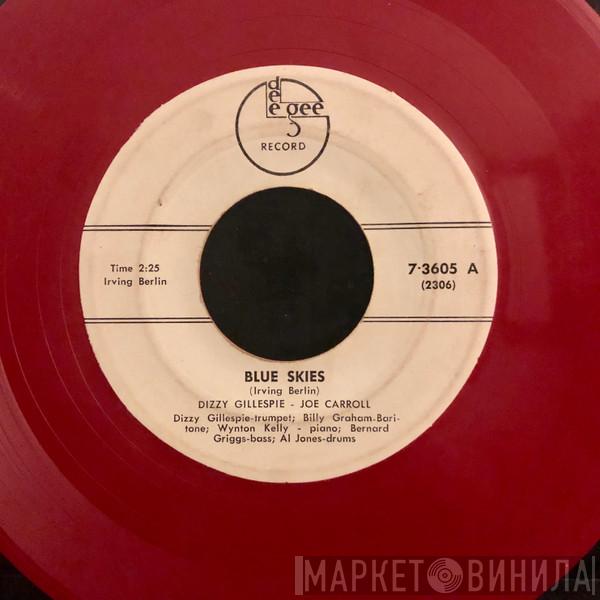 dee gee
RECORD
Time 2:25
Irving Berlin
7-3605 A
(2306)
BLUE SKIES
(Irving Berlin)
DIZZY GILLESPIE - JOE CARROLL
Dizzy Gillespie-trumpet; Billy Graham-Bari-
tone; Wynton Kelly - piano; Bernard
Griggs-bass; Al Jones-drums
МАРКЕТ ВИНИЛА